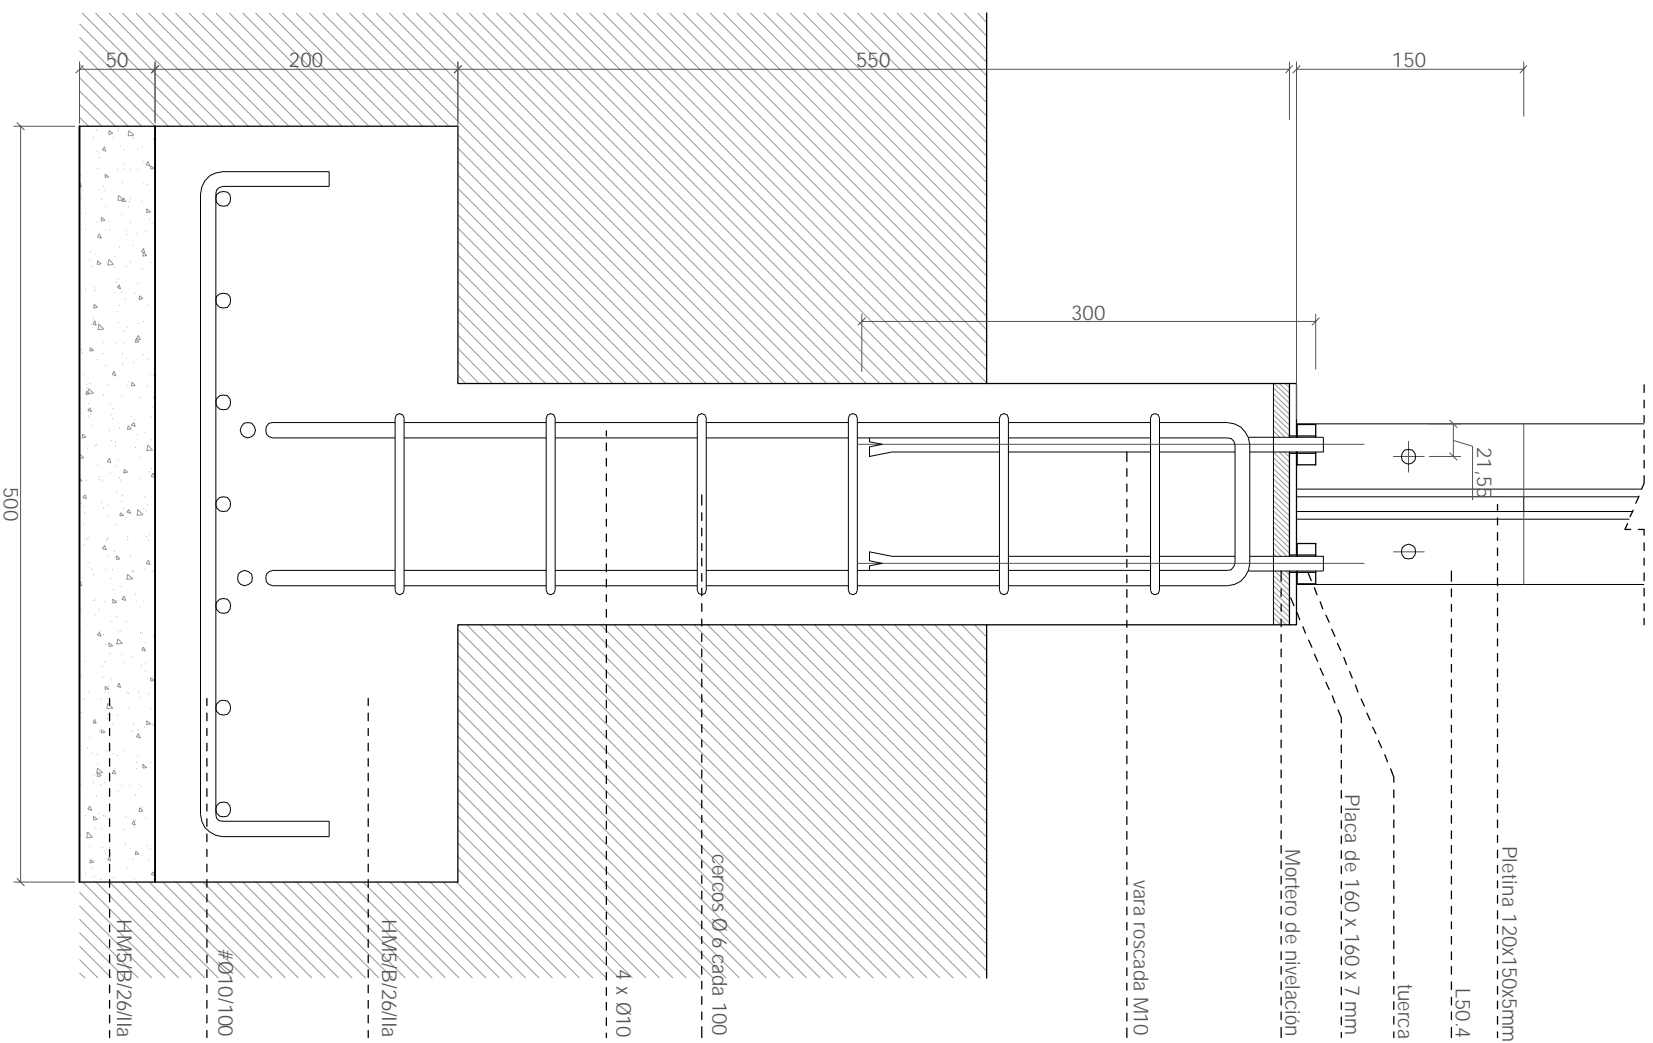 50
200
550
150
300
21,55
500
Pletina 120x150x5mm
L50.4
tuerca
Placa de 160 x 160 x 7 mm
Mortero de nivelación
vara roscada M10
cercos Ø 6 cada 100
4 x Ø10
HM5/B/26/IIa
#Ø10/100
HM5/B/26/IIa